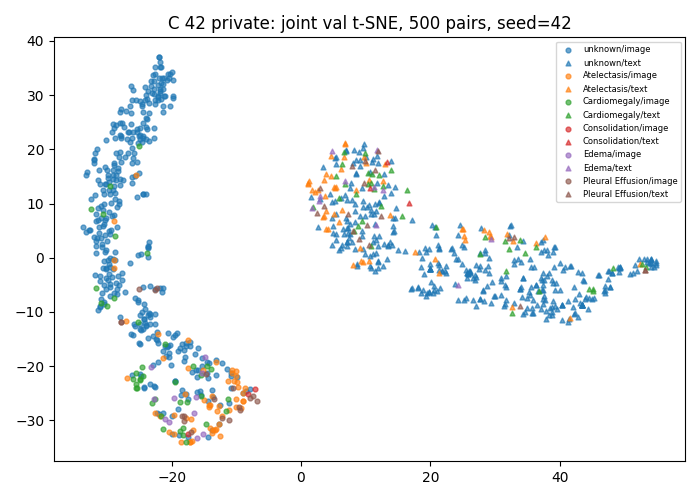 C 42 private: joint val t-SNE, 500 pairs, seed=42
40
30
20
10
0
−10
−20
−30
−20
0
20
40
unknown/image
unknown/text
Atelectasis/image
Atelectasis/text
Cardiomegaly/image
Cardiomegaly/text
Consolidation/image
Consolidation/text
Edema/image
Edema/text
Pleural Effusion/image
Pleural Effusion/text